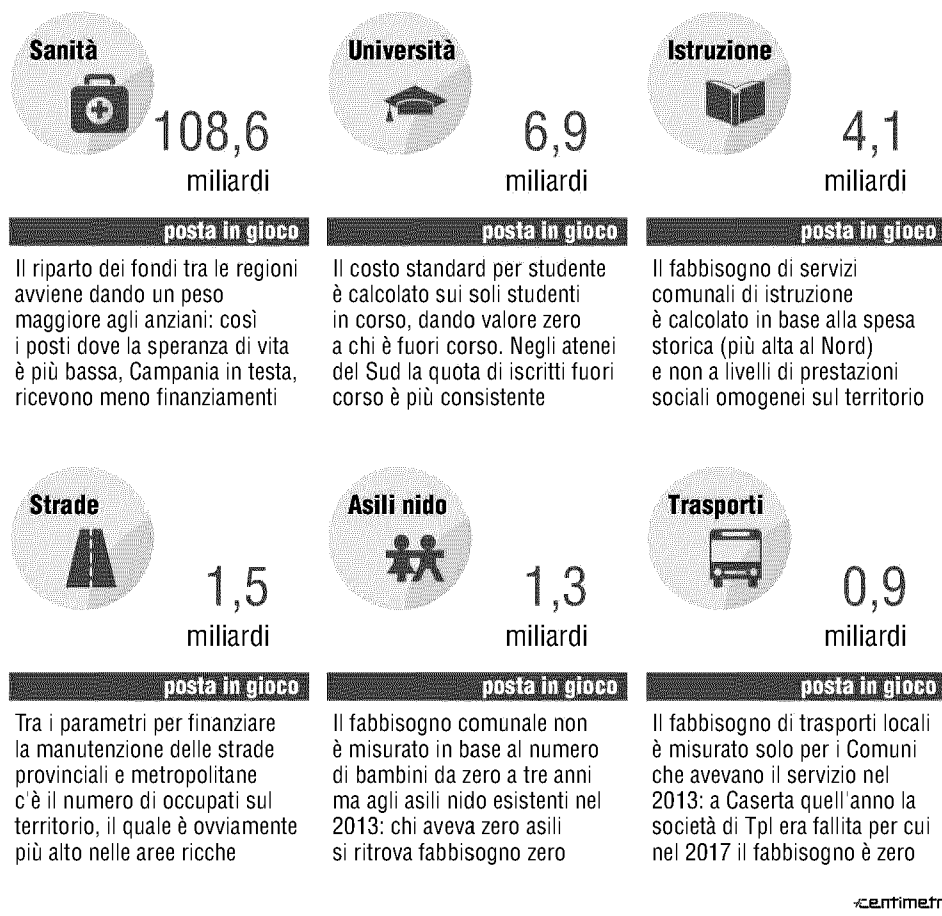 Sanità
108,6
miliardi
posta in gioco
Il riparto dei fondi tra le regioni
avviene dando un peso
maggiore agli anziani: così
i posti dove la speranza di vita
è più bassa, Campania in testa,
ricevono meno finanziamenti
Università
6,9
miliardi
posta in gioco
Il costo standard per studente
è calcolato sui soli studenti
in corso, dando valore zero
a chi è fuori corso. Negli atenei
del Sud la quota di iscritti fuori
corso è più consistente
Istruzione
4,1
miliardi
posta in gioco
Il fabbisogno di servizi
comunali di istruzione
è calcolato in base alla spesa
storica (più alta al Nord)
e non a livelli di prestazioni
sociali omogenei sul territorio
Strade
1,5
miliardi
posta in gioco
Tra i parametri per finanziare
la manutenzione delle strade
provinciali e metropolitane
c'è il numero di occupati sul
territorio, il quale è ovviamente
più alto nelle aree ricche
Asili nido
1,3
miliardi
posta in gioco
Il fabbisogno comunale non
è misurato in base al numero
di bambini da zero a tre anni
ma agli asili nido esistenti nel
2013: chi aveva zero asili
si ritrova fabbisogno zero
Trasporti
0,9
miliardi
posta in gioco
Il fabbisogno di trasporti locali
è misurato solo per i Comuni
che avevano il servizio nel
2013: a Caserta quell'anno la
società di Tpl era fallita per cui
nel 2017 il fabbisogno è zero
centimetr